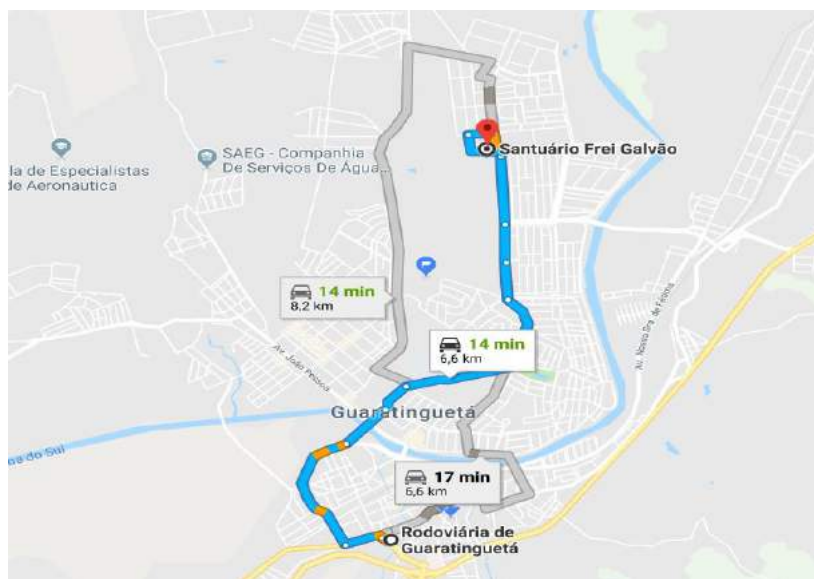 Santuário Frei Galvão
SAEG - Companhia
De Serviços De Água...
la de Especialistas
de Aeronautica
14 min
8,2 km
14 min
6,6 km
Av. João Pessoa
Av. Nossa Sra. de Fátima
Guaratinguetá
na do Sul
17 min
6,6 km
Rodoviária de
Guaratinguetá